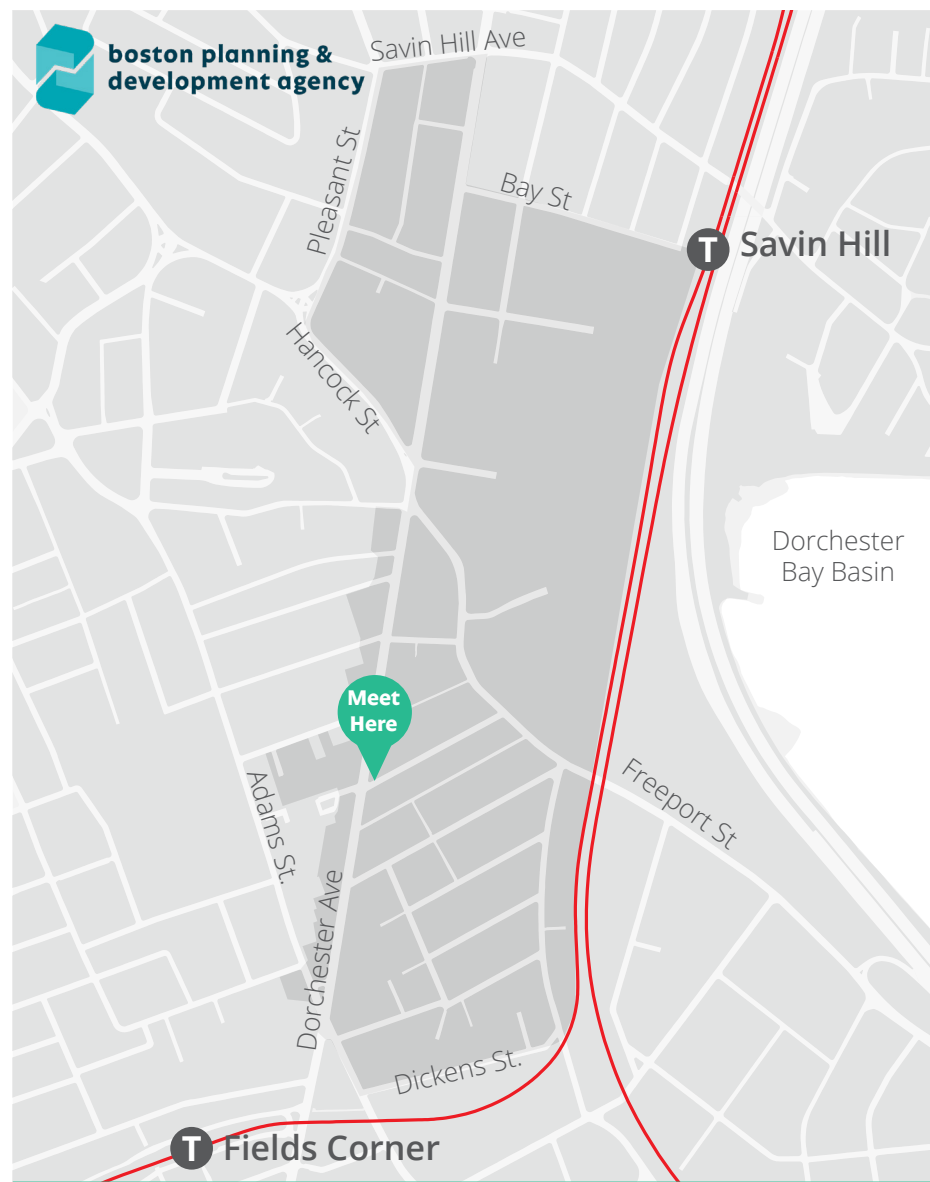 boston planning &
development agency
Savin Hill Ave
Pleasant St
Bay St
T Savin Hill
Hancock St
Dorchester
Bay Basin
Meet
Here
Adams St.
Freeport St
Dorchester Ave
Dickens St.
T Fields Corner